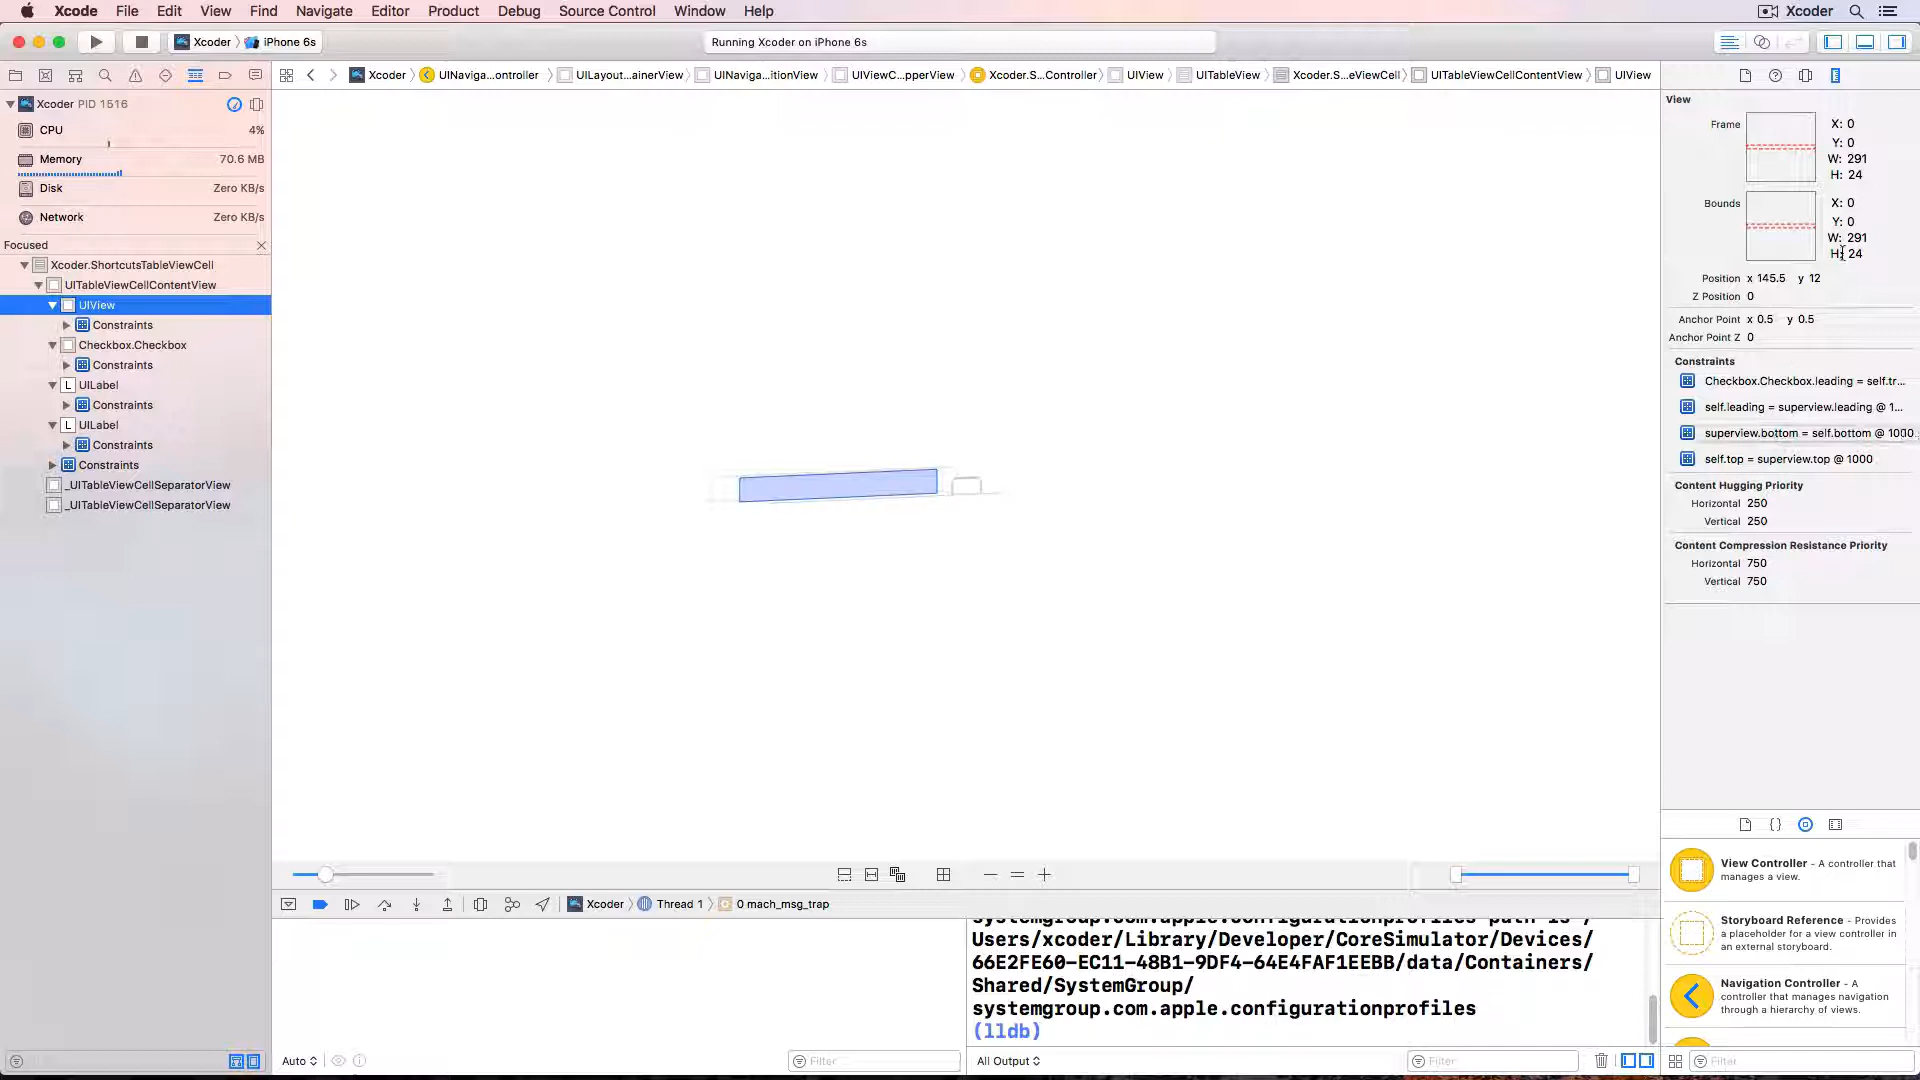 Xcode File Edit View Find Navigate Editor Product Debug Source Control Window Help Xcoder
Xcoder iPhone 6s Running Xcoder on iPhone 6s
Xcoder UINaviga...ontroller UILayout...ainerView UINaviga...itionView UIViewC...pperView Xcoder.S...Controller UIView UITableView Xcoder.S...eViewCell UITableViewCellContentView UIView
Xcoder PID 1516
CPU 4%
Memory 70.6 MB
Disk Zero KB/s
Network Zero KB/s
Focused
Xcoder.ShortcutsTableViewCell
UITableViewCellContentView
UIView
Constraints
Checkbox.Checkbox
Constraints
L UILabel
Constraints
L UILabel
Constraints
Constraints
_UITableViewCellSeparatorView
_UITableViewCellSeparatorView
View
Frame X: 0
Y: 0
W: 291
H: 24
Bounds X: 0
Y: 0
W: 291
H: 24
Position x 145.5 y 12
Z Position 0
Anchor Point x 0.5 y 0.5
Anchor Point Z 0
Constraints
Checkbox.Checkbox.leading = self.tr...
self.leading = superview.leading @ 1...
superview.bottom = self.bottom @ 1000
self.top = superview.top @ 1000
Content Hugging Priority
Horizontal 250
Vertical 250
Content Compression Resistance Priority
Horizontal 750
Vertical 750
View Controller - A controller that
manages a view.
Storyboard Reference - Provides
a placeholder for a view controller in
an external storyboard.
Navigation Controller - A
controller that manages navigation
through a hierarchy of views.
Xcoder Thread 1 0 mach_msg_trap
systemgroup.com.apple.configurationprofiles path is /
Users/xcoder/Library/Developer/CoreSimulator/Devices/
66E2FE60-EC11-48B1-9DF4-64E4FAF1EEBB/data/Containers/
Shared/SystemGroup/
systemgroup.com.apple.configurationprofiles
(lldb)
Auto Filter All Output Filter Filter